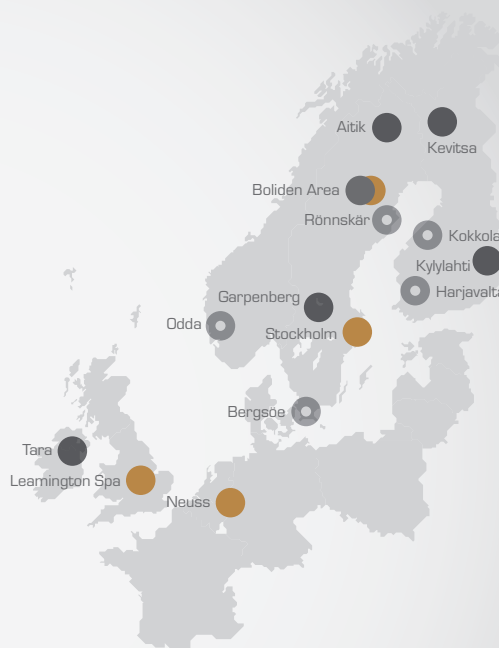 Aitik
Kevitsa
Boliden Area
Rönnskär
Kokkola
Kylylahti
Garpenberg
Harjavalta
Odda
Stockholm
Bergsöe
Tara
Leamington Spa
Neuss